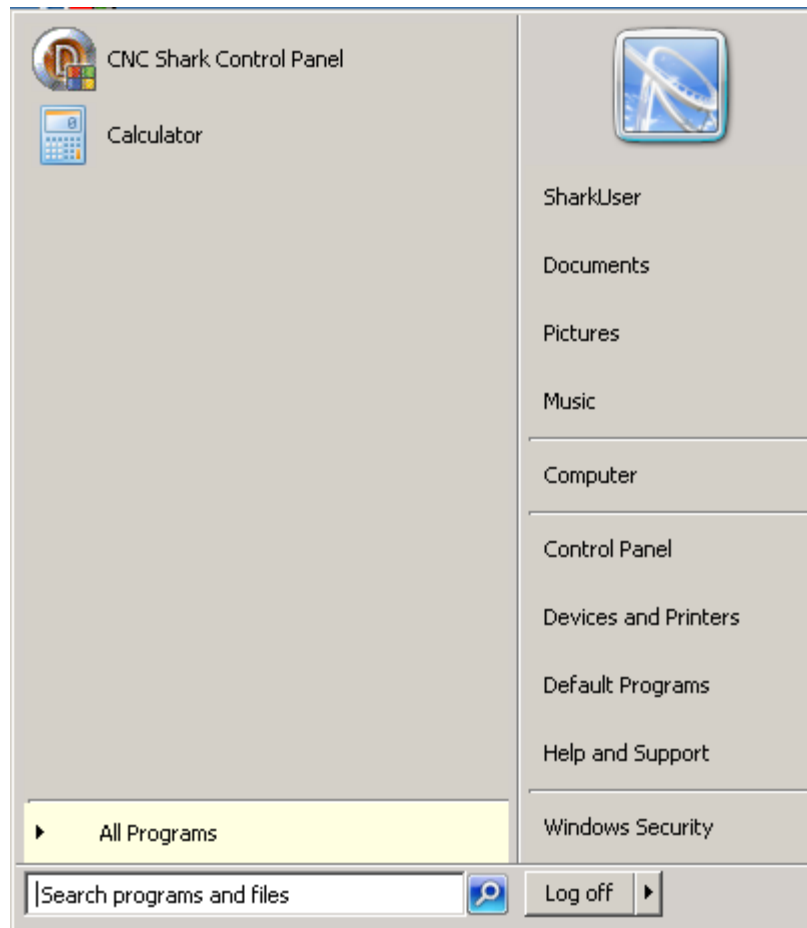 CNC Shark Control Panel
Calculator
All Programs
Search programs and files
SharkUser
Documents
Pictures
Music
Computer
Control Panel
Devices and Printers
Default Programs
Help and Support
Windows Security
Log off